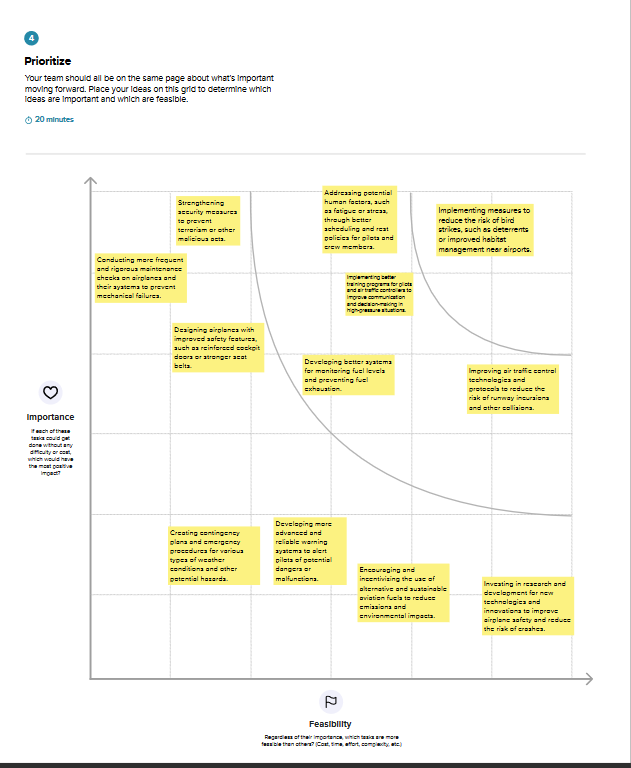 4
Prioritize
Your team should all be on the same page about what's important
moving forward. Place your ideas on this grid to determine which
ideas are important and which are feasible.
20 minutes
Strengthening
security measures
to prevent
terrorism or other
malicious acts.
Addressing potential
human factors, such
as fatigue or stress,
through better
scheduling and rest
policies for pilots and
crew members.
Implementing measures to
reduce the risk of bird
strikes, such as deterrents
or improved habitat
management near airports.
Conducting more frequent
and rigorous maintenance
checks on airplanes and
their systems to prevent
mechanical failures.
Implementing better
training programs for pilots
and air traffic controllers to
improve communication
and decision-making in
high-pressure situations.
Designing airplanes with
improved safety features,
such as reinforced cockpit
doors or stronger seat
belts.
Developing better systems
for monitoring fuel levels
and preventing fuel
exhaustion.
Improving air traffic control
technologies and
protocols to reduce the
risk of runway incursions
and other collisions.
Importance
If each of these
tasks could get
done without any
difficulty or cost,
which would have
the most positive
impact?
Creating contingency
plans and emergency
procedures for various
types of weather
conditions and other
potential hazards.
Developing more
advanced and
reliable warning
systems to alert
pilots of potential
dangers or
malfunctions.
Encouraging and
incentivizing the use of
alternative and sustainable
aviation fuels to reduce
emissions and
environmental impacts.
Investing in research and
development for new
technologies and
innovations to improve
airplane safety and reduce
the risk of crashes.
Feasibility
Regardless of their importance, which tasks are more
feasible than others? (Cost, time, effort, complexity, etc.)